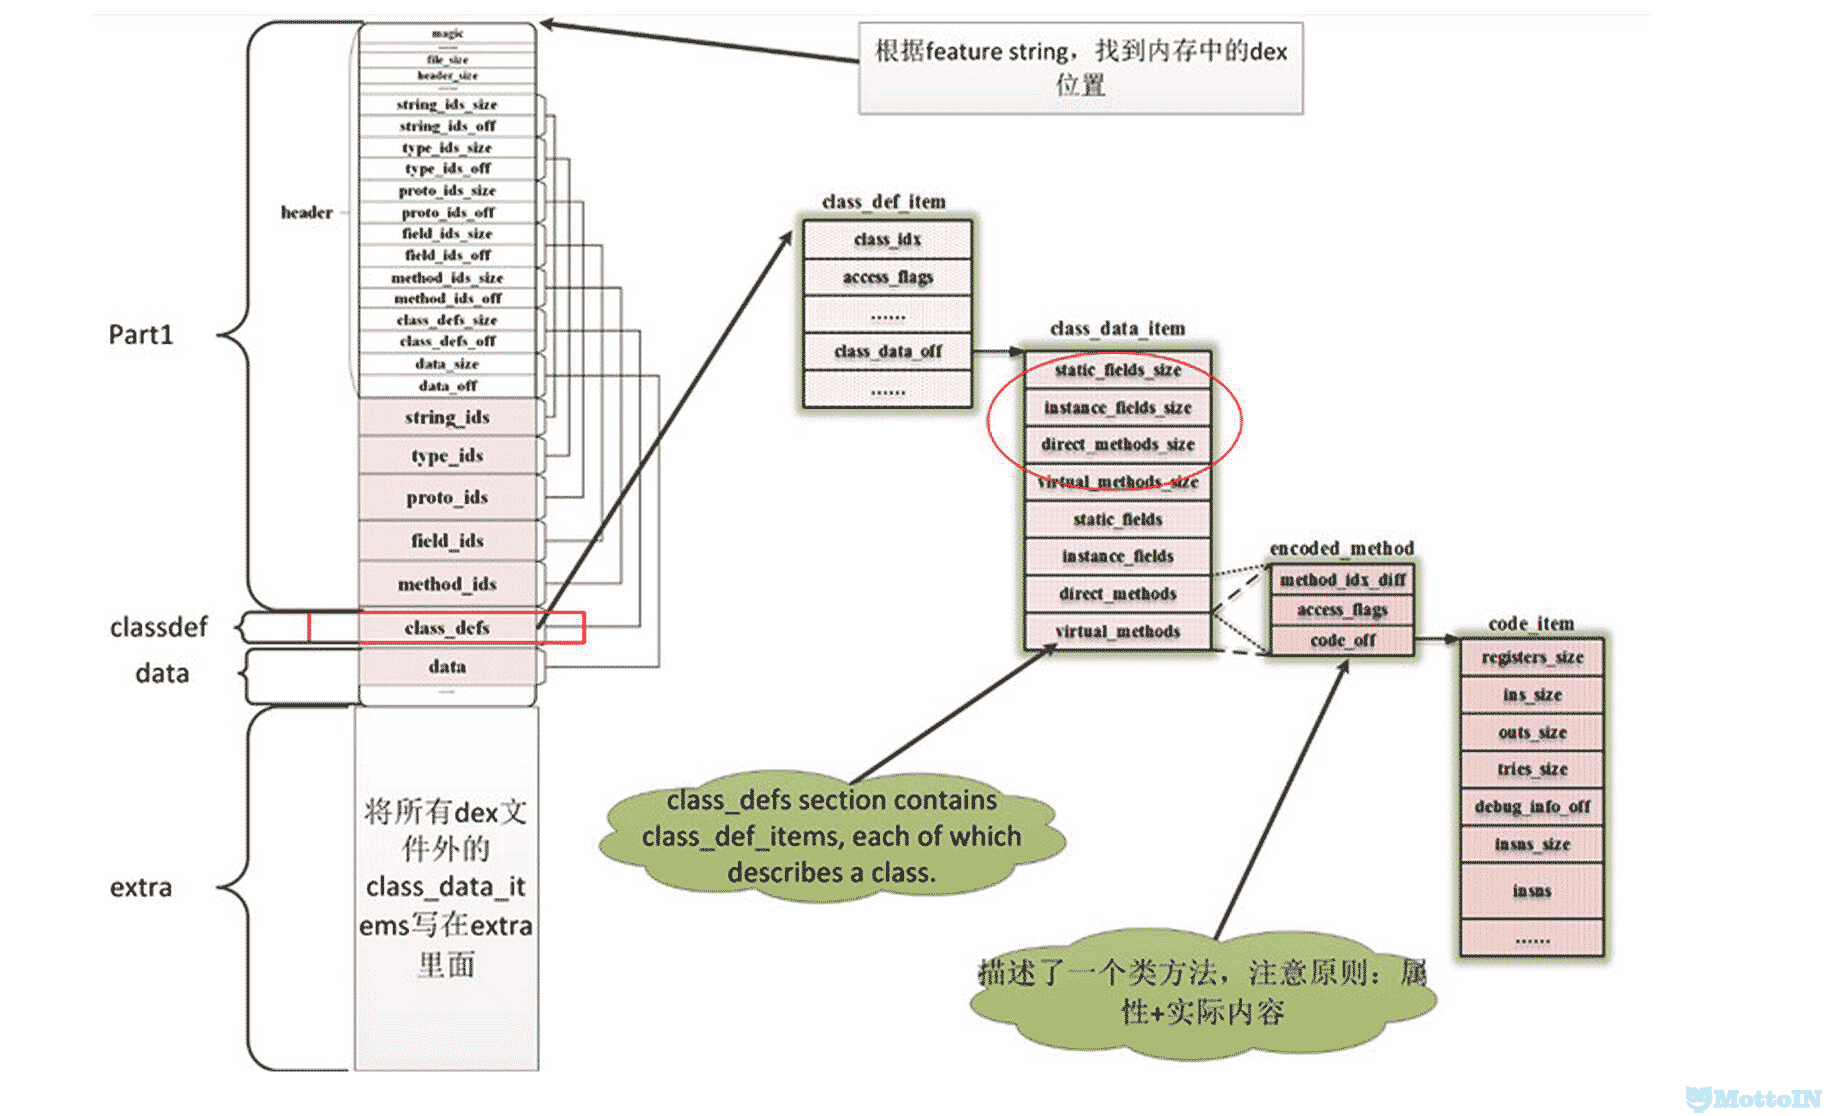 magic
......
file_size
header_size
......
string_ids_size
string_ids_off
type_ids_size
type_ids_off
proto_ids_size
proto_ids_off
field_ids_size
field_ids_off
method_ids_size
method_ids_off
class_defs_size
class_defs_off
data_size
data_off
string_ids
type_ids
proto_ids
field_ids
method_ids
class_defs
data
......
header
Part1
classdef
data
extra
将所有dex文
件外的
class_data_it
ems写在extra
里面
根据feature string，找到内存中的dex
位置
class_def_item
class_idx
access_flags
......
class_data_off
......
class_data_item
static_fields_size
instance_fields_size
direct_methods_size
virtual_methods_size
static_fields
instance_fields
direct_methods
virtual_methods
encoded_method
method_idx_diff
access_flags
code_off
code_item
registers_size
ins_size
outs_size
tries_size
debug_info_off
insns_size
insns
......
class_defs section contains
class_def_items, each of which
describes a class.
描述了一个类方法，注意原则：属
性+实际内容
MottoIN